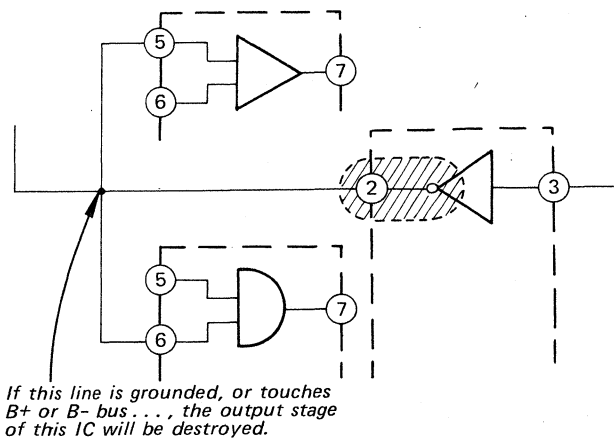 5
7
6
2
3
5
7
6
If this line is grounded, or touches
B+ or B- bus . . . , the output stage
of this IC will be destroyed.